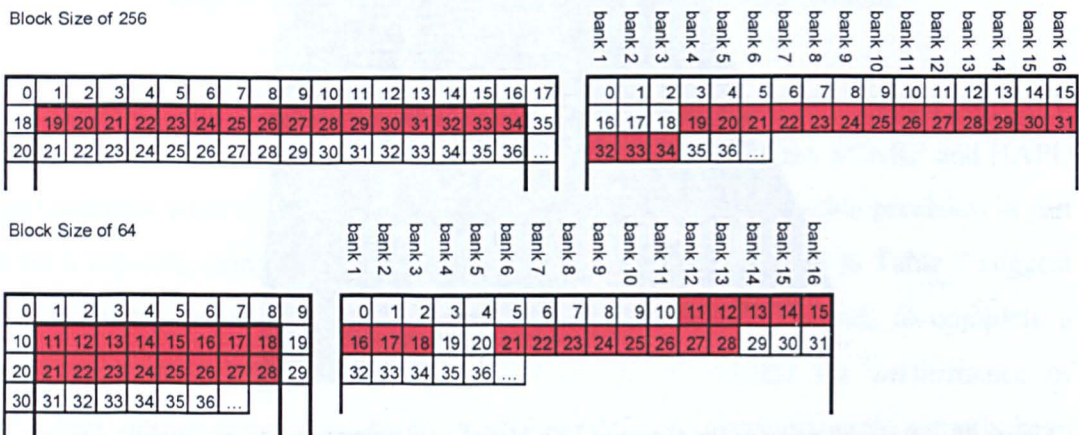 Block Size of 256
bank 1 bank 2 bank 3 bank 4 bank 5 bank 6 bank 7 bank 8 bank 9 bank 10 bank 11 bank 12 bank 13 bank 14 bank 15 bank 16
0 1 2 3 4 5 6 7 8 9 10 11 12 13 14 15 16 17
18 19 20 21 22 23 24 25 26 27 28 29 30 31 32 33 34 35
20 21 22 23 24 25 26 27 28 29 30 31 32 33 34 35 36 ...
0 1 2 3 4 5 6 7 8 9 10 11 12 13 14 15
16 17 18 19 20 21 22 23 24 25 26 27 28 29 30 31
32 33 34 35 36 ...
Block Size of 64
bank 1 bank 2 bank 3 bank 4 bank 5 bank 6 bank 7 bank 8 bank 9 bank 10 bank 11 bank 12 bank 13 bank 14 bank 15 bank 16
0 1 2 3 4 5 6 7 8 9
10 11 12 13 14 15 16 17 18 19
20 21 22 23 24 25 26 27 28 29
30 31 32 33 34 35 36 ...
0 1 2 3 4 5 6 7 8 9 10 11 12 13 14 15
16 17 18 19 20 21 22 23 24 25 26 27 28 29 30 31
32 33 34 35 36 ...